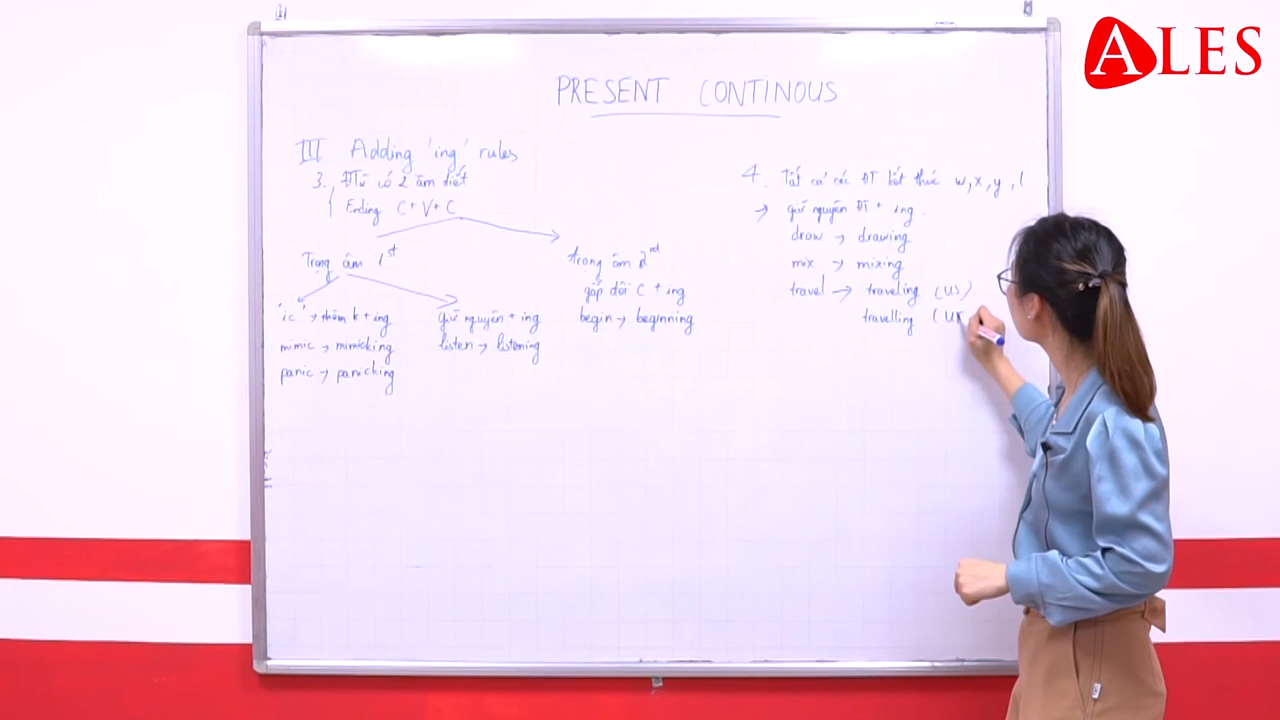 ALES
PRESENT CONTINOUS
III Adding 'ing' rules
3. ĐTừ có 2 âm tiết
Ending C + V + C
Trọng âm 1st
'ic' → thêm k + ing
mimic → mimicking
panic → panicking
giữ nguyên + ing
listen → listening
trọng âm 2nd
gấp đôi C + ing
begin → beginning
4. Tất cả các ĐT kết thúc w, x, y, l
→ giữ nguyên ĐT + ing.
draw → drawing
mix → mixing
travel → traveling (US)
travelling (UK